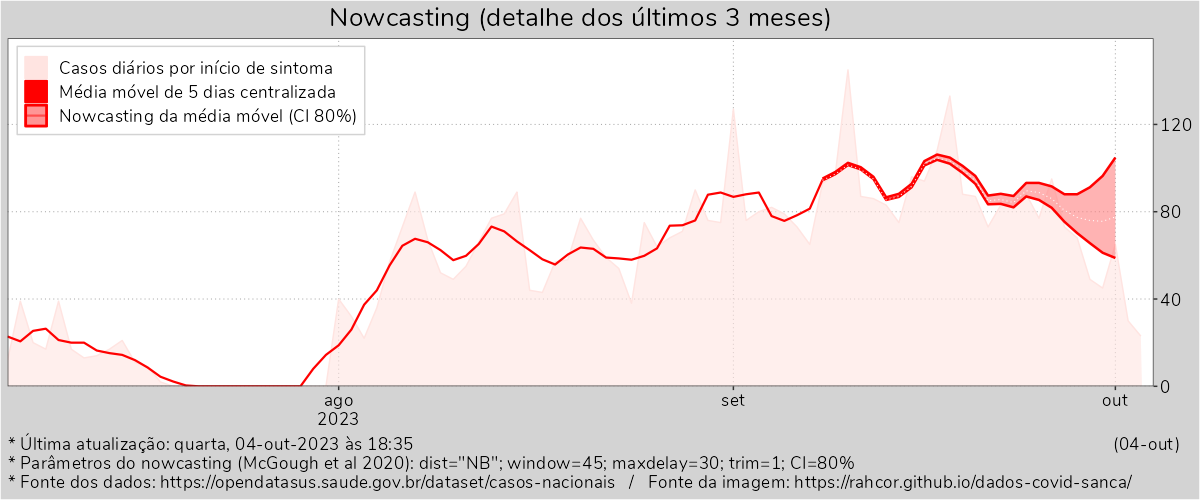 Nowcasting (detalhe dos últimos 3 meses)
Casos diários por início de sintoma
Média móvel de 5 dias centralizada
Nowcasting da média móvel (CI 80%)
120
80
40
0
ago
2023
set
out
* Última atualização: quarta, 04-out-2023 às 18:35
(04-out)
* Parâmetros do nowcasting (McGough et al 2020): dist="NB"; window=45; maxdelay=30; trim=1; CI=80%
* Fonte dos dados: https://opendatasus.saude.gov.br/dataset/casos-nacionais / Fonte da imagem: https://rahcor.github.io/dados-covid-sanca/